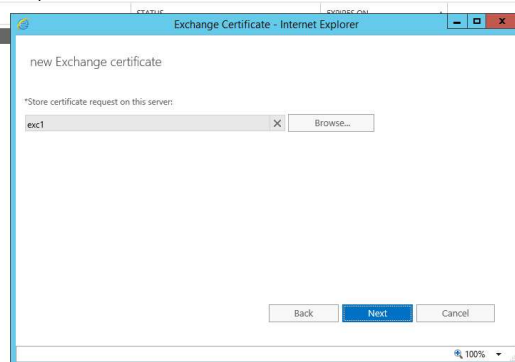 STATUS EXPIRES ON
Exchange Certificate - Internet Explorer
new Exchange certificate
*Store certificate request on this server:
exc1 Browse...
Back Next Cancel
100%